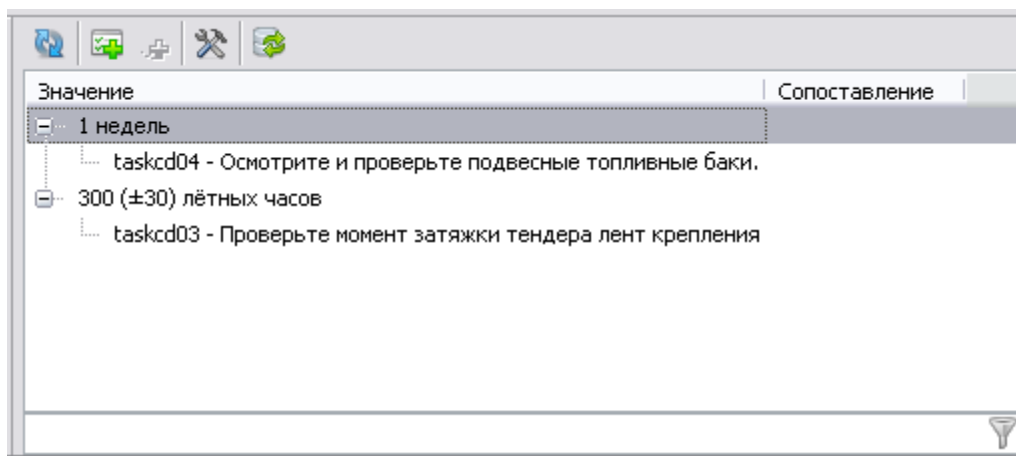 Значение Сопоставление
1 недель
taskcd04 - Осмотрите и проверьте подвесные топливные баки.
300 (±30) лётных часов
taskcd03 - Проверьте момент затяжки тендера лент крепления